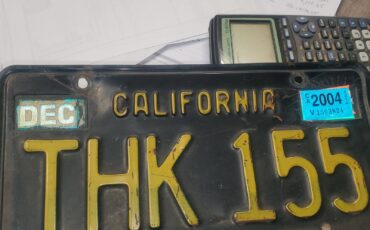 DEC CALIFORNIA 2004
THK 155